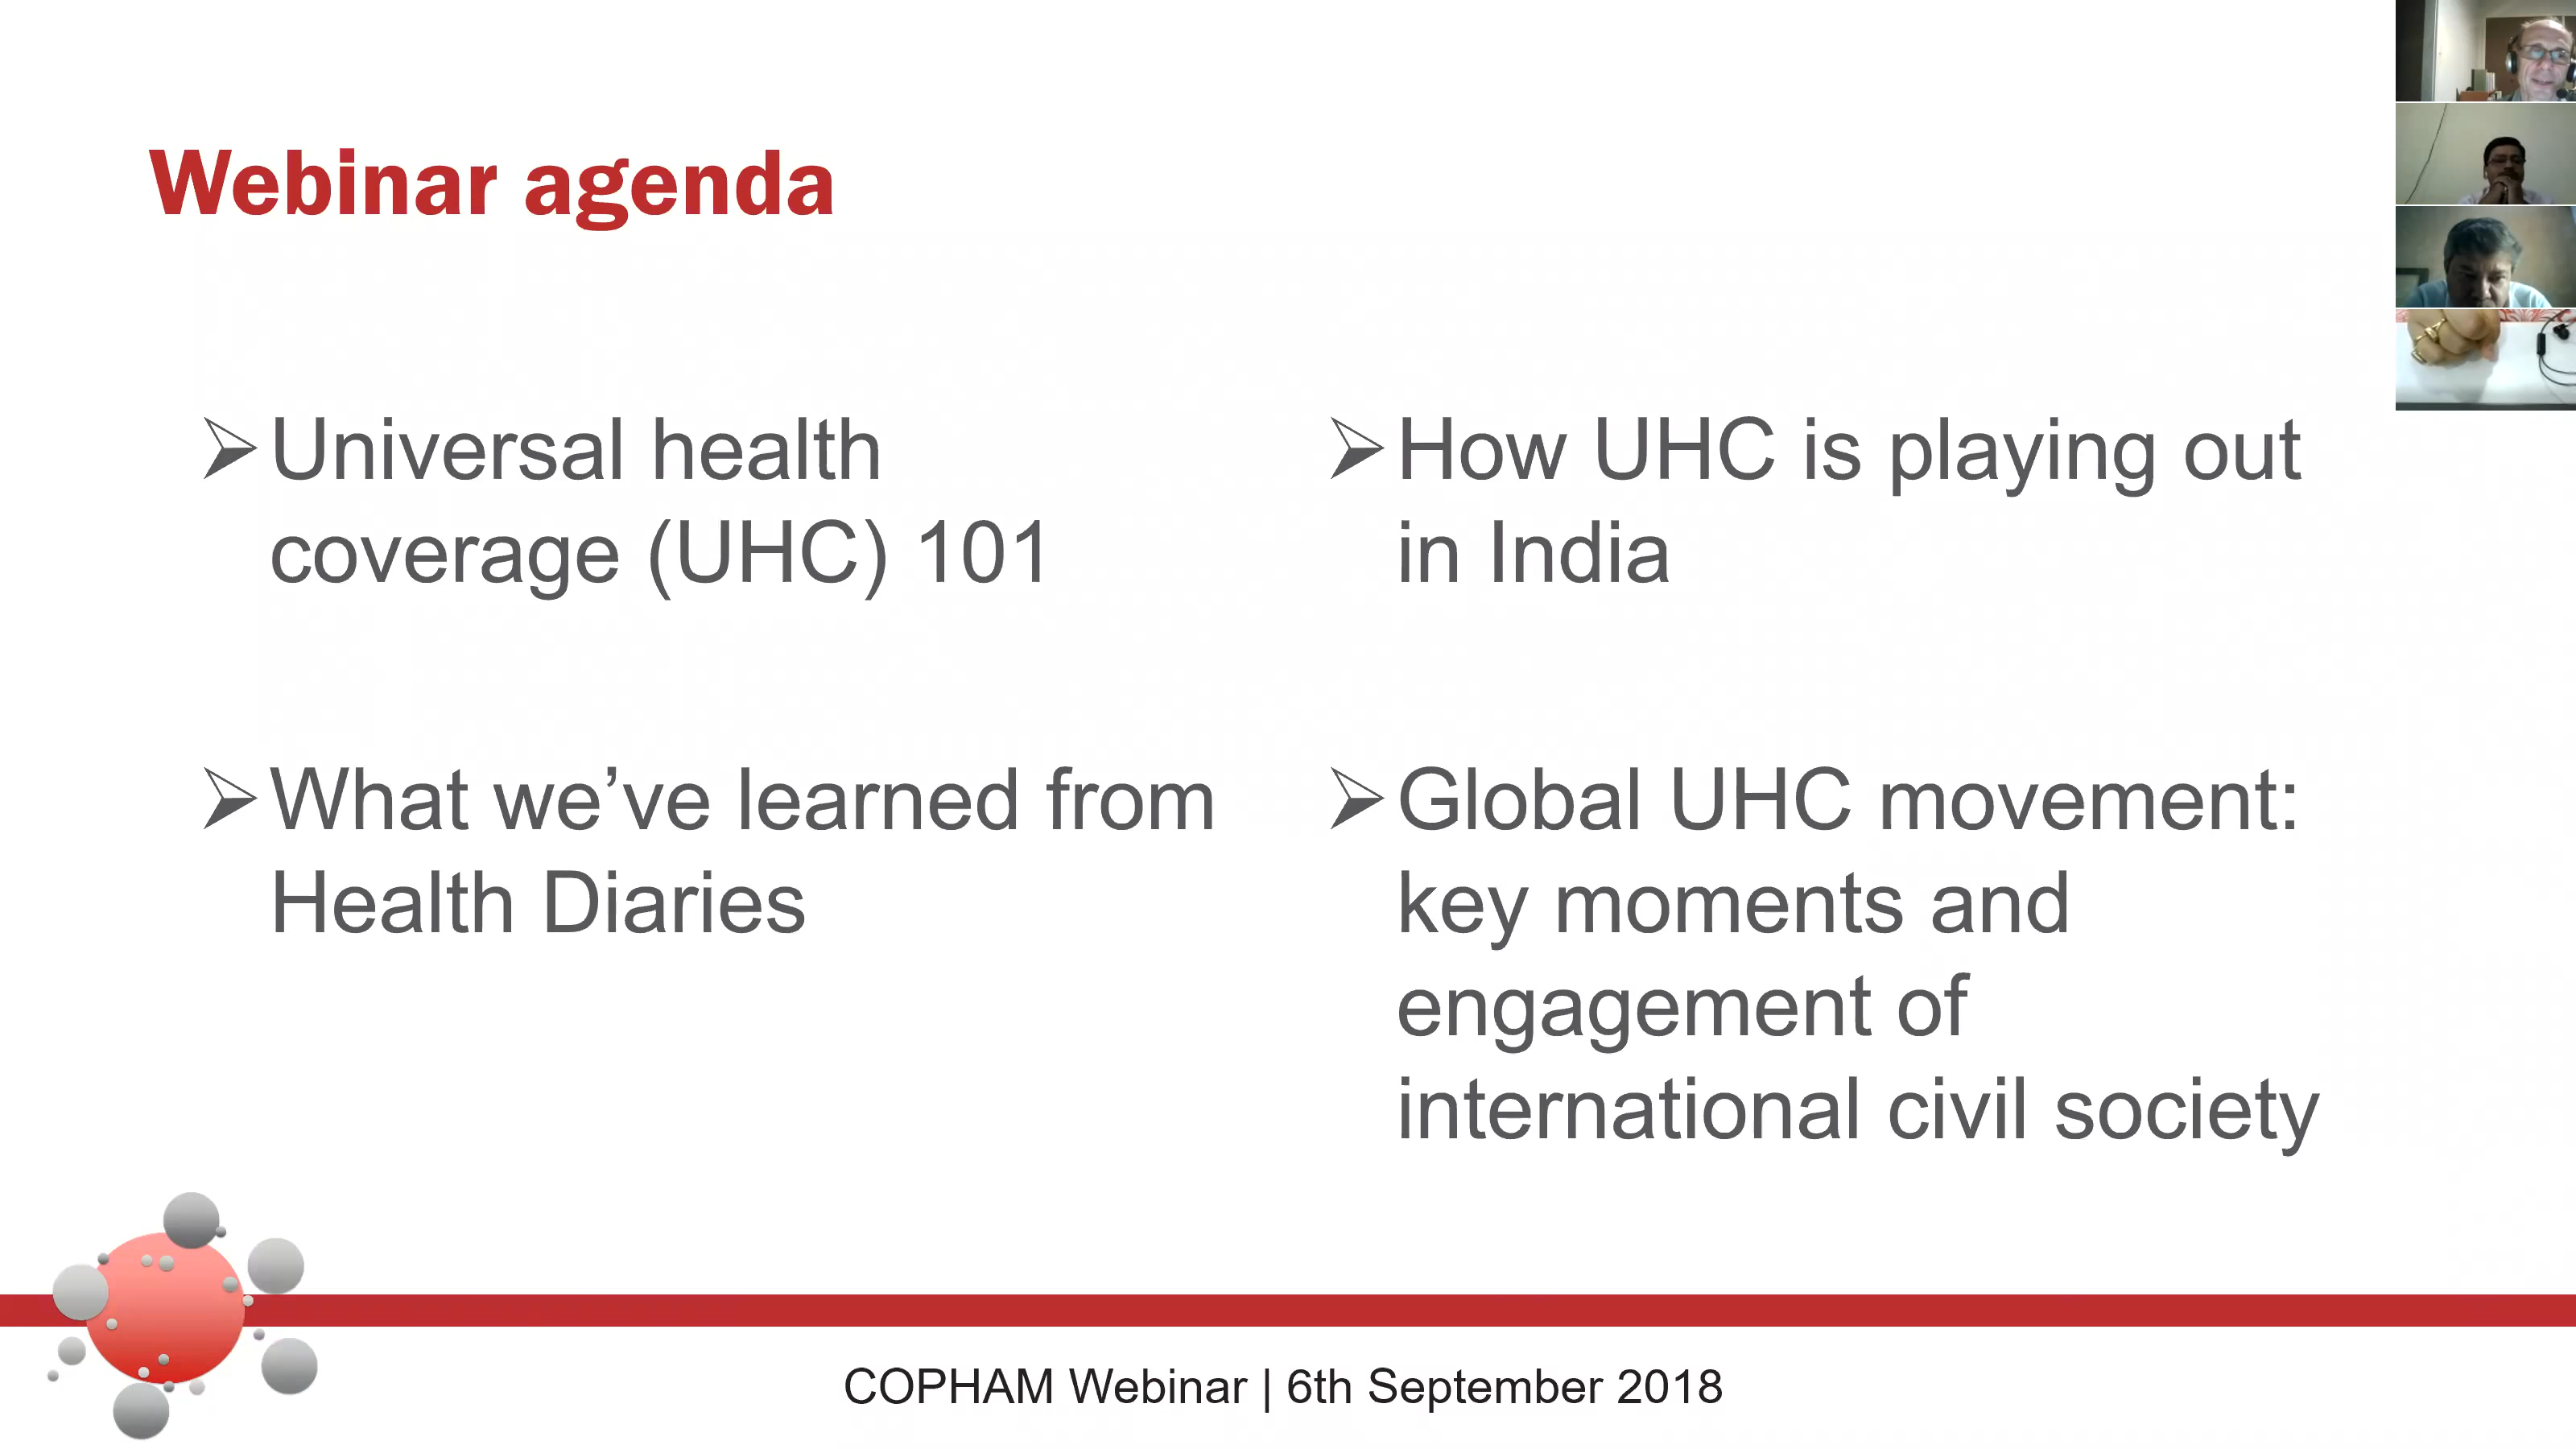 Webinar agenda
➢Universal health
coverage (UHC) 101
➢What we’ve learned from
Health Diaries
➢How UHC is playing out
in India
➢Global UHC movement:
key moments and
engagement of
international civil society
COPHAM Webinar | 6th September 2018